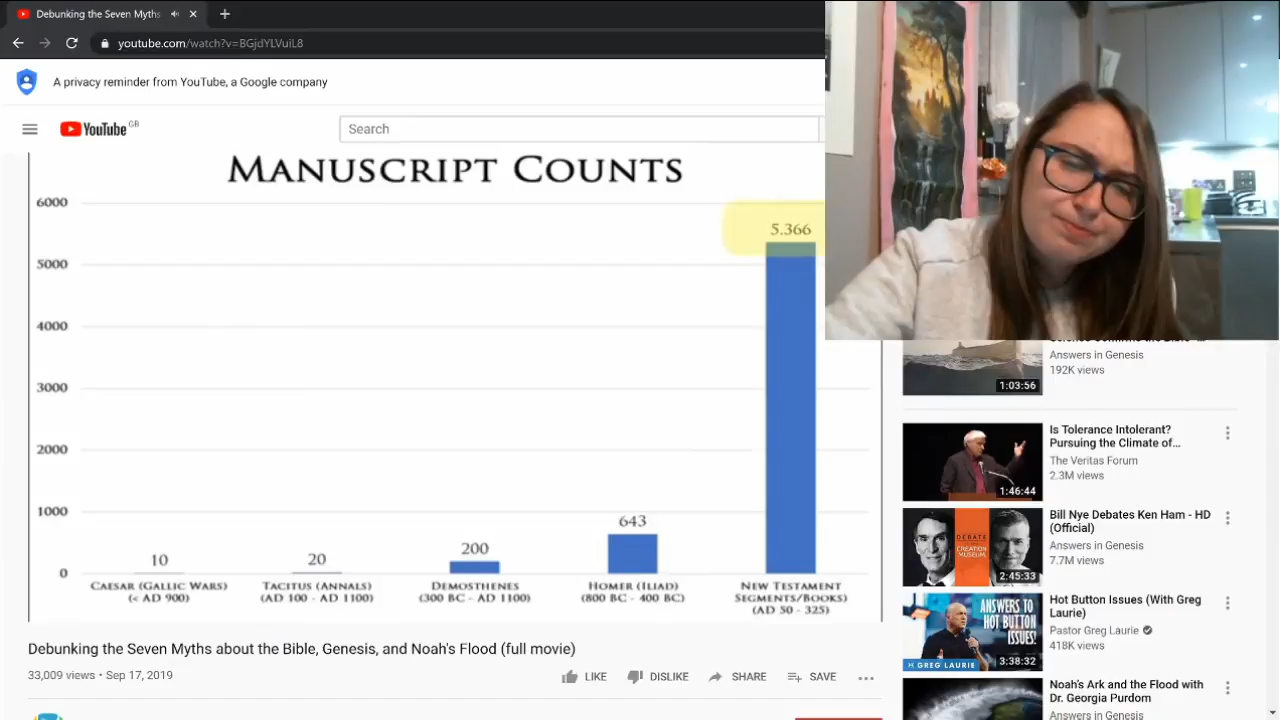 Debunking the Seven Myths
youtube.com/watch?v=BGjdYLVuiL8
A privacy reminder from YouTube, a Google company
YouTube GB
Search
MANUSCRIPT COUNTS
6000
5000
4000
3000
2000
1000
0
10
20
200
643
5.366
CAESAR (GALLIC WARS)
(< AD 900)
TACITUS (ANNALS)
(AD 100 - AD 1100)
DEMOSTHENES
(300 BC - AD 1100)
HOMER (ILIAD)
(800 BC - 400 BC)
NEW TESTAMENT
SEGMENTS/BOOKS)
(AD 50 - 325)
Debunking the Seven Myths about the Bible, Genesis, and Noah's Flood (full movie)
33,009 views • Sep 17, 2019
LIKE
DISLIKE
SHARE
SAVE
Answers in Genesis
192K views
1:03:56
Is Tolerance Intolerant?
Pursuing the Climate of...
The Veritas Forum
2.3M views
1:46:44
Bill Nye Debates Ken Ham - HD
(Official)
Answers in Genesis
7.7M views
DEBATE
CREATION
MUSEUM
2:45:33
Hot Button Issues (With Greg
Laurie)
Pastor Greg Laurie
418K views
ANSWERS TO
HOT BUTTON
ISSUES!
GREG LAURIE
3:38:32
Noah's Ark and the Flood with
Dr. Georgia Purdom
Answers in Genesis